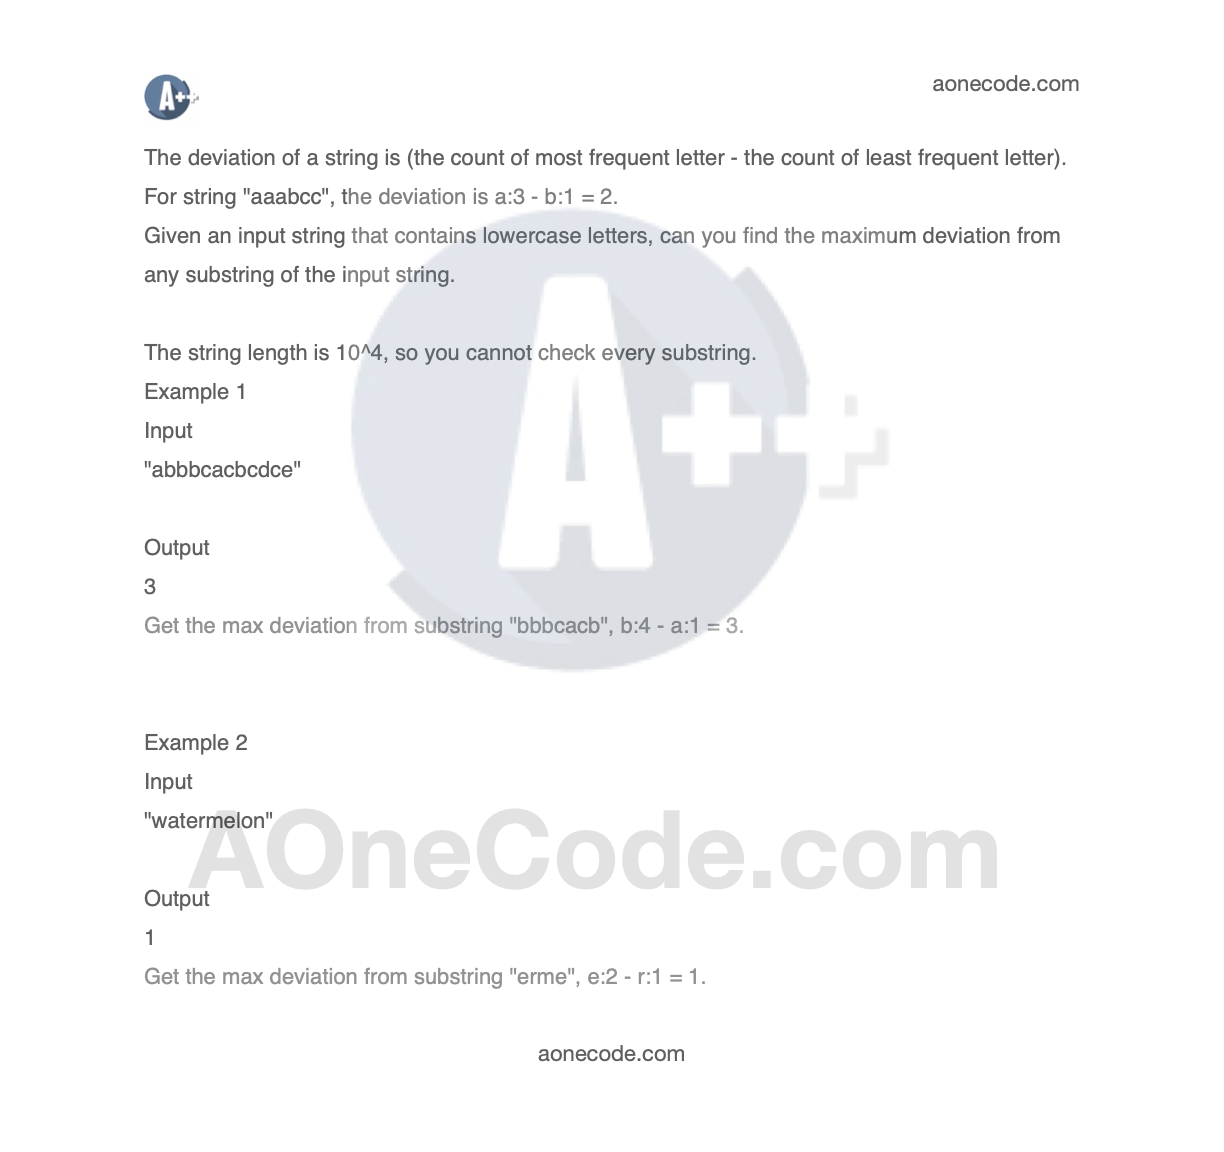 A++
aonecode.com
The deviation of a string is (the count of most frequent letter - the count of least frequent letter).
For string "aaabcc", the deviation is a:3 - b:1 = 2.
Given an input string that contains lowercase letters, can you find the maximum deviation from
any substring of the input string.
The string length is 10^4, so you cannot check every substring.
Example 1
Input
"abbbcacbcdce"
A++
Output
3
Get the max deviation from substring "bbbcacb", b:4 - a:1 = 3.
Example 2
Input
"watermelon"
AOneCode.com
Output
1
Get the max deviation from substring "erme", e:2 - r:1 = 1.
aonecode.com